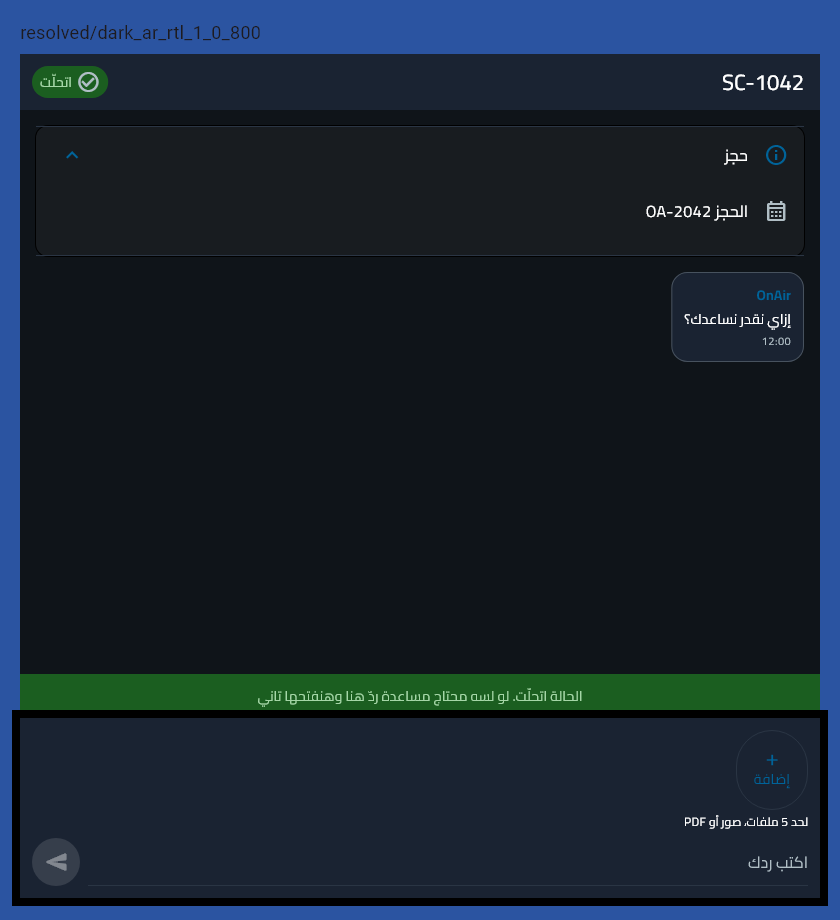 resolved/dark_ar_rtl_1_0_800
SC-1042
اتحلّت
حجز
الحجز OA-2042
OnAir
إزاي نقدر نساعدك؟
12:00
الحالة اتحلّت. لو لسه محتاج مساعدة ردّ هنا وهنفتحها تاني
+
إضافة
لحد 5 ملفات، صور أو PDF
اكتب ردك